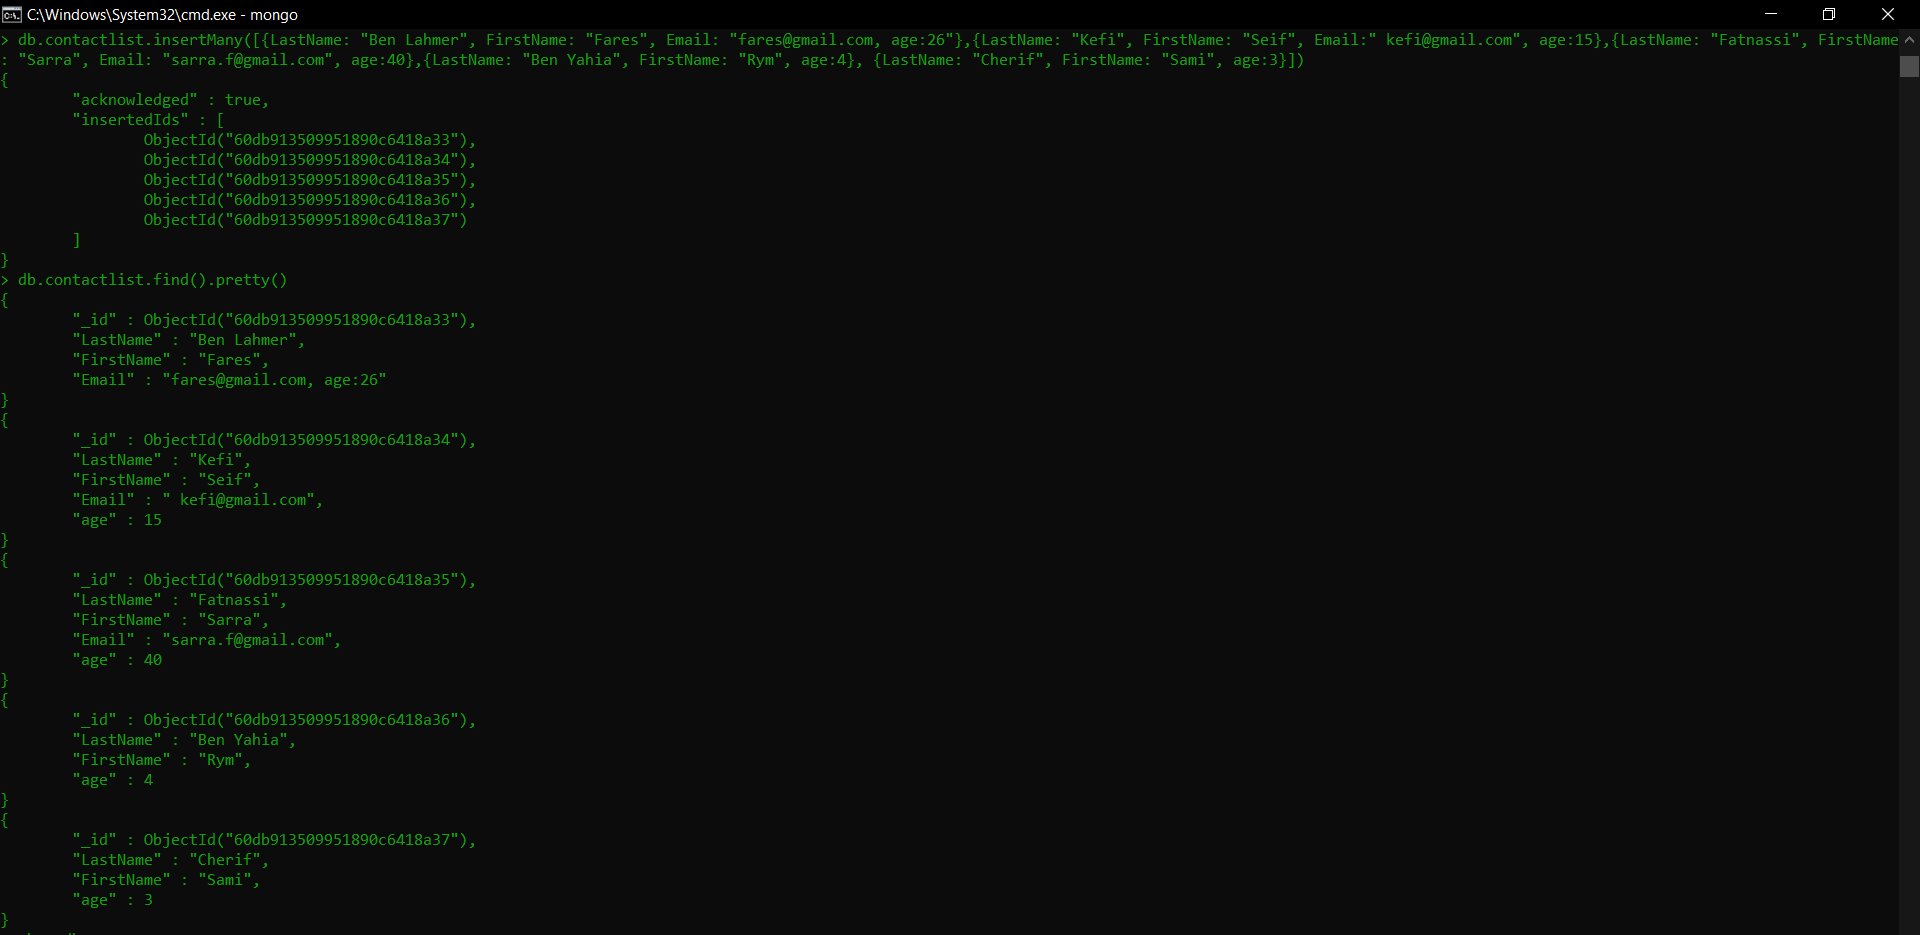 C:\Windows\System32\cmd.exe - mongo
> db.contactlist.insertMany([{LastName: "Ben Lahmer", FirstName: "Fares", Email: "fares@gmail.com, age:26"},{LastName: "Kefi", FirstName: "Seif", Email:" kefi@gmail.com", age:15},{LastName: "Fatnassi", FirstName
: "Sarra", Email: "sarra.f@gmail.com", age:40},{LastName: "Ben Yahia", FirstName: "Rym", age:4}, {LastName: "Cherif", FirstName: "Sami", age:3}])
{
        "acknowledged" : true,
        "insertedIds" : [
                ObjectId("60db913509951890c6418a33"),
                ObjectId("60db913509951890c6418a34"),
                ObjectId("60db913509951890c6418a35"),
                ObjectId("60db913509951890c6418a36"),
                ObjectId("60db913509951890c6418a37")
        ]
}
> db.contactlist.find().pretty()
{
        "_id" : ObjectId("60db913509951890c6418a33"),
        "LastName" : "Ben Lahmer",
        "FirstName" : "Fares",
        "Email" : "fares@gmail.com, age:26"
}
{
        "_id" : ObjectId("60db913509951890c6418a34"),
        "LastName" : "Kefi",
        "FirstName" : "Seif",
        "Email" : " kefi@gmail.com",
        "age" : 15
}
{
        "_id" : ObjectId("60db913509951890c6418a35"),
        "LastName" : "Fatnassi",
        "FirstName" : "Sarra",
        "Email" : "sarra.f@gmail.com",
        "age" : 40
}
{
        "_id" : ObjectId("60db913509951890c6418a36"),
        "LastName" : "Ben Yahia",
        "FirstName" : "Rym",
        "age" : 4
}
{
        "_id" : ObjectId("60db913509951890c6418a37"),
        "LastName" : "Cherif",
        "FirstName" : "Sami",
        "age" : 3
}